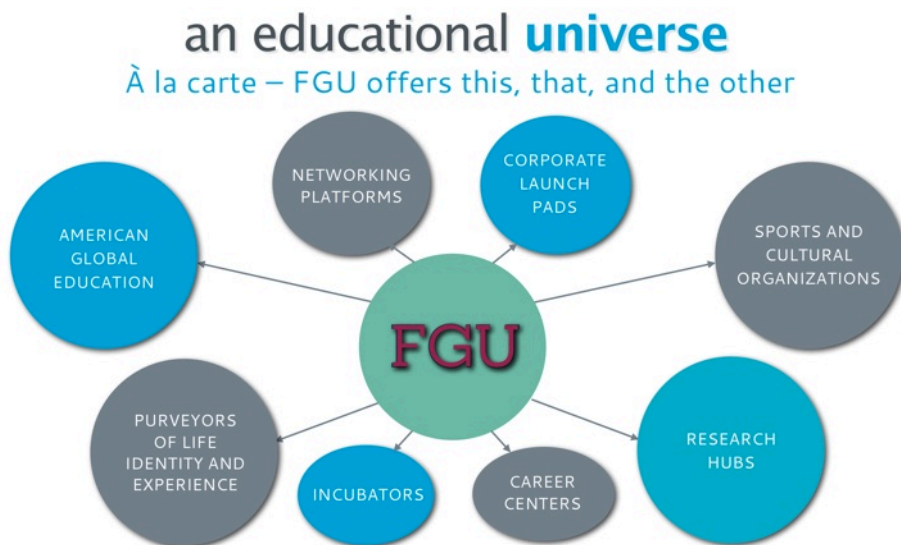 an educational universe
À la carte – FGU offers this, that, and the other
NETWORKING
PLATFORMS
CORPORATE
LAUNCH
PADS
AMERICAN
GLOBAL
EDUCATION
SPORTS AND
CULTURAL
ORGANIZATIONS
FGU
PURVEYORS
OF LIFE
IDENTITY AND
EXPERIENCE
INCUBATORS
CAREER
CENTERS
RESEARCH
HUBS